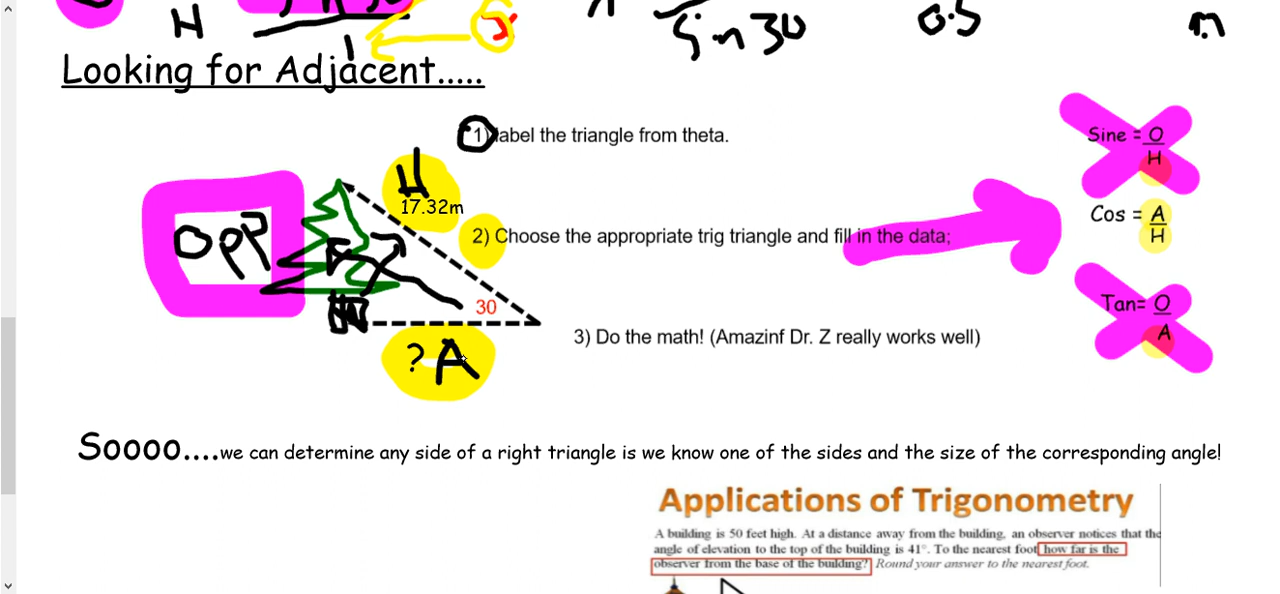 H 1 Sin30 0.5 m
Looking for Adjacent.....
1) label the triangle from theta.
Sine = O
H
H
17.32m
OPP
2) Choose the appropriate trig triangle and fill in the data;
Cos = A
H
30
Tan= O
A
3) Do the math! (Amazinf Dr. Z really works well)
? A
Soooo....we can determine any side of a right triangle is we know one of the sides and the size of the corresponding angle!
Applications of Trigonometry
A building is 50 feet high. At a distance away from the building, an observer notices that the
angle of elevation to the top of the building is 41°. To the nearest foot how far is the
observer from the base of the building? Round your answer to the nearest foot.